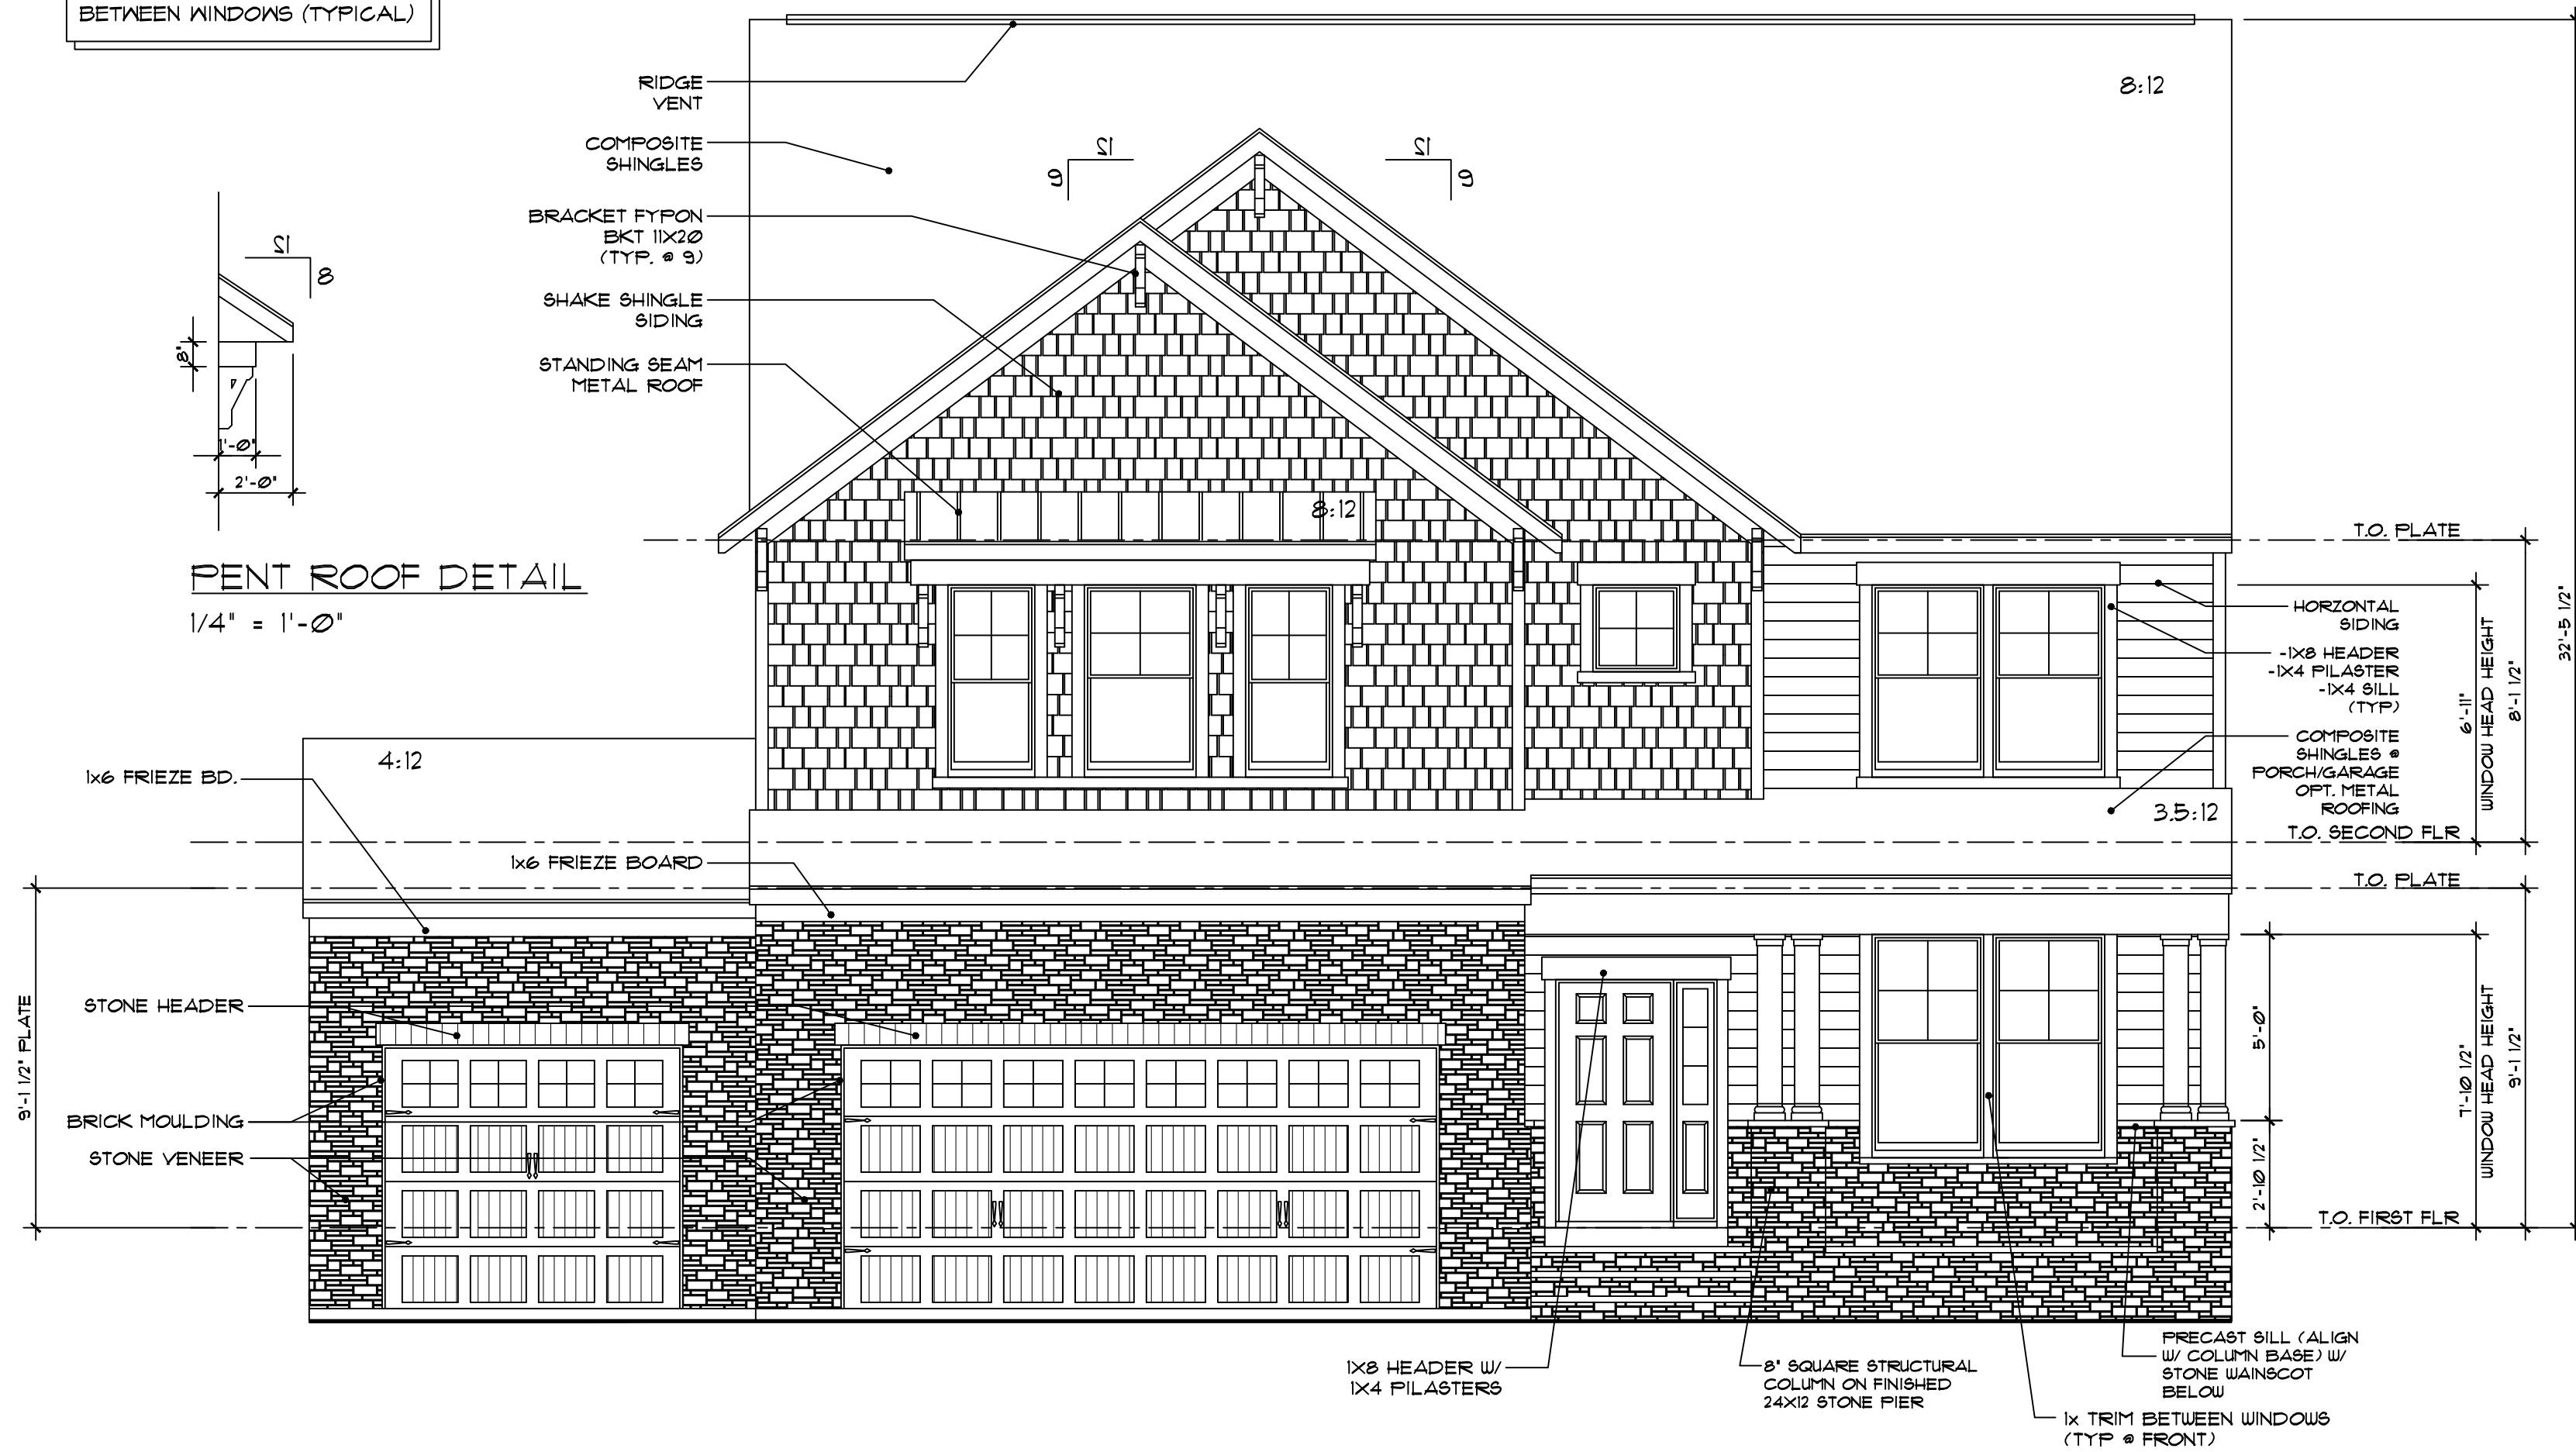 BETWEEN WINDOWS (TYPICAL)
RIDGE
VENT
8:12
COMPOSITE
SHINGLES
12
9
12
9
BRACKET FYPON
BKT 11X20
(TYP. @ 9)
12
8
SHAKE SHINGLE
SIDING
8"
STANDING SEAM
METAL ROOF
1'-0"
2'-0"
8:12
T.O. PLATE
PENT ROOF DETAIL
1/4" = 1'-0"
HORZONTAL
SIDING
-1X8 HEADER
-1X4 PILASTER
-1X4 SILL
(TYP)
6'-11"
WINDOW HEAD HEIGHT
8'-1 1/2"
32'-5 1/2"
COMPOSITE
SHINGLES @
PORCH/GARAGE
OPT. METAL
ROOFING
4:12
1x6 FRIEZE BD.
3.5:12
T.O. SECOND FLR
1x6 FRIEZE BOARD
T.O. PLATE
STONE HEADER
9'-1 1/2" PLATE
BRICK MOULDING
STONE VENEER
5'-0"
2'-10 1/2"
7'-10 1/2"
WINDOW HEAD HEIGHT
9'-1 1/2"
T.O. FIRST FLR
1X8 HEADER W/
1X4 PILASTERS
8" SQUARE STRUCTURAL
COLUMN ON FINISHED
24X12 STONE PIER
PRECAST SILL (ALIGN
W/ COLUMN BASE) W/
STONE WAINSCOT
BELOW
1x TRIM BETWEEN WINDOWS
(TYP @ FRONT)